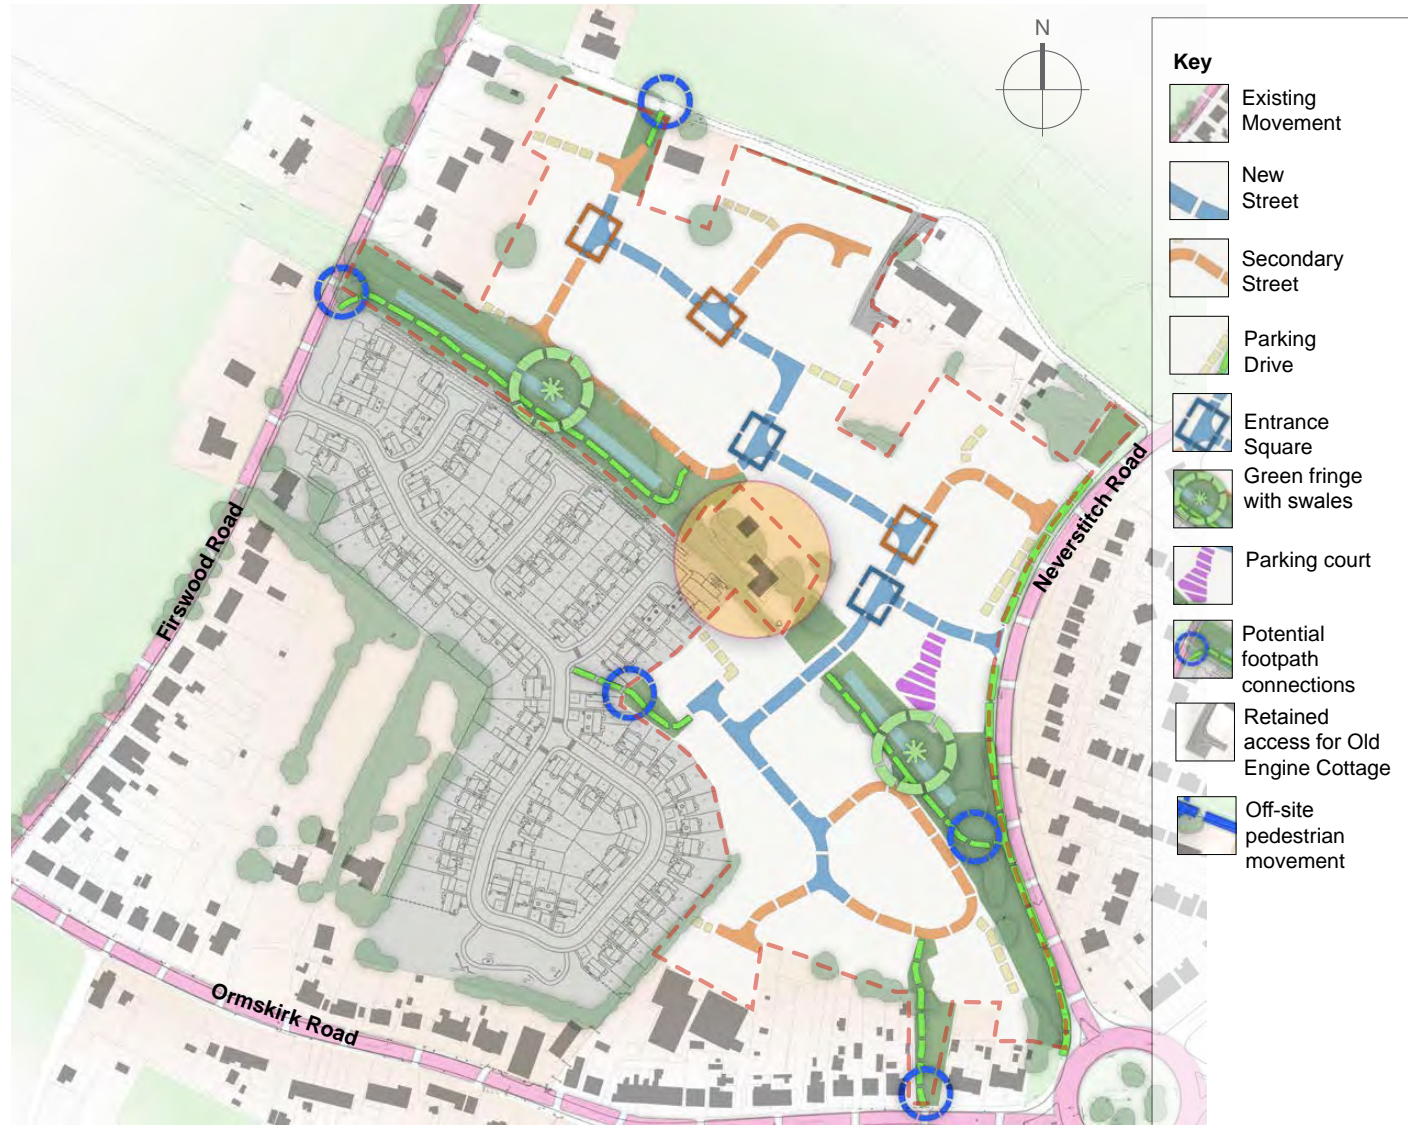 N
Key
Existing
Movement
New
Street
Secondary
Street
Parking
Drive
Entrance
Square
Green fringe
with swales
Parking court
Potential
footpath
connections
Retained
access for Old
Engine Cottage
Off-site
pedestrian
movement
Neverstitch Road
Firswood Road
Ormskirk Road